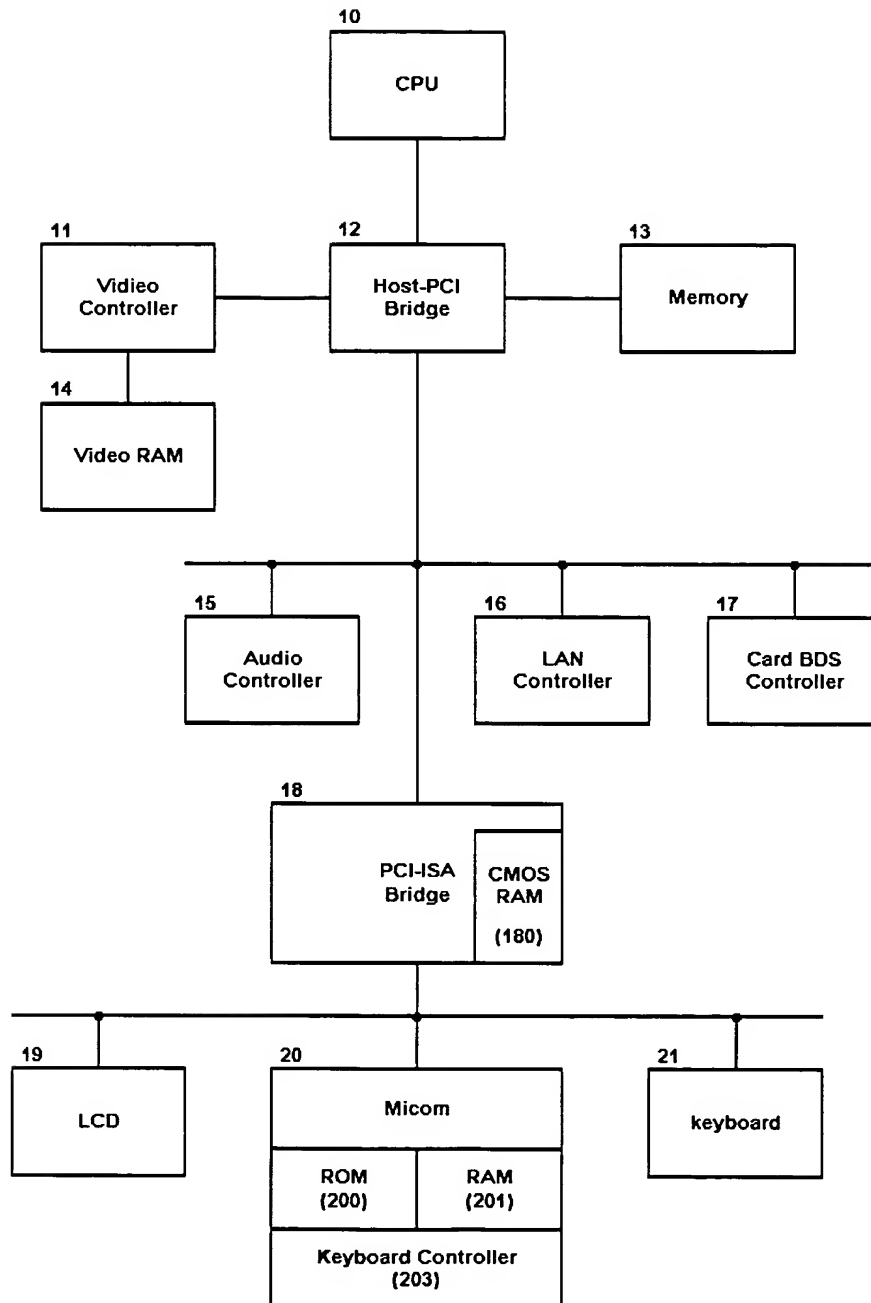 10
CPU
11
Vidieo
Controller
12
Host-PCI
Bridge
13
Memory
14
Video RAM
15
Audio
Controller
16
LAN
Controller
17
Card BDS
Controller
18
PCI-ISA
Bridge
CMOS
RAM
(180)
19
LCD
20
Micom
ROM
(200)
RAM
(201)
Keyboard Controller
(203)
21
keyboard